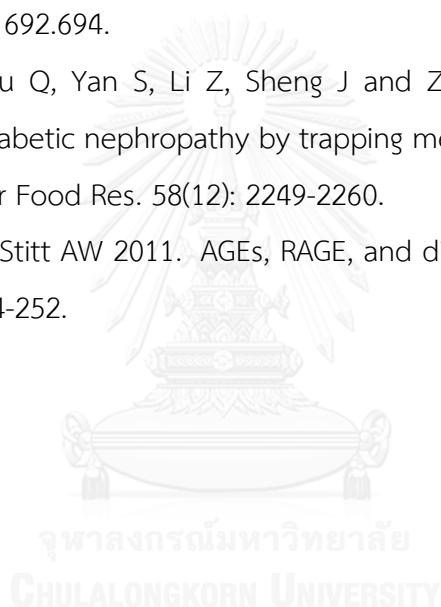 692.694.
u Q, Yan S, Li Z, Sheng J and Z
abetic nephropathy by trapping m
r Food Res. 58(12): 2249-2260.
Stitt AW 2011. AGEs, RAGE, and d
4-252.
จุฬาลงกรณ์มหาวิทยาลัย
CHULALONGKORN UNIVERSITY